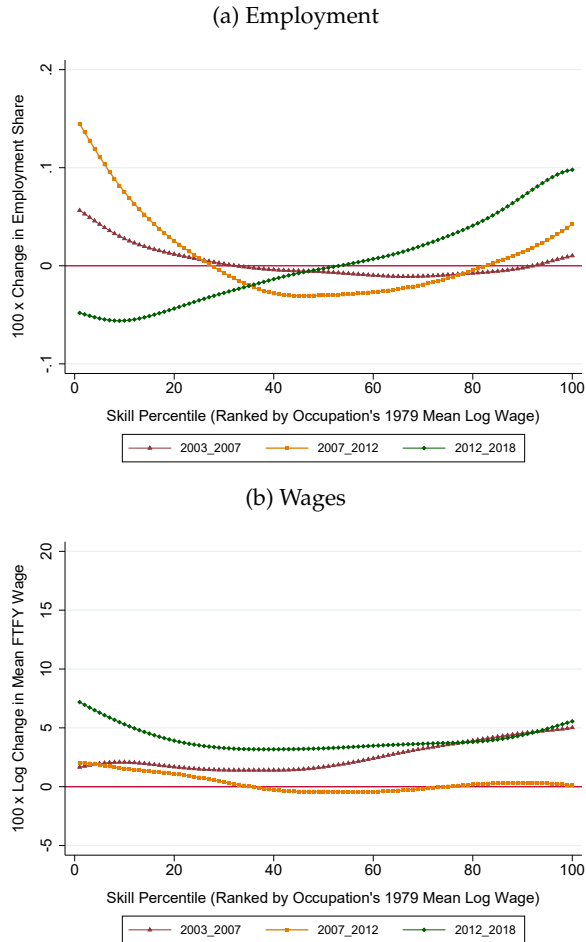 (a) Employment
100 x Change in Employment Share
.2
.1
0
-.1
0 20 40 60 80 100
Skill Percentile (Ranked by Occupation's 1979 Mean Log Wage)
2003_2007 2007_2012 2012_2018
(b) Wages
100 x Log Change in Mean FTFY Wage
20
15
10
5
0
-5
0 20 40 60 80 100
Skill Percentile (Ranked by Occupation's 1979 Mean Log Wage)
2003_2007 2007_2012 2012_2018